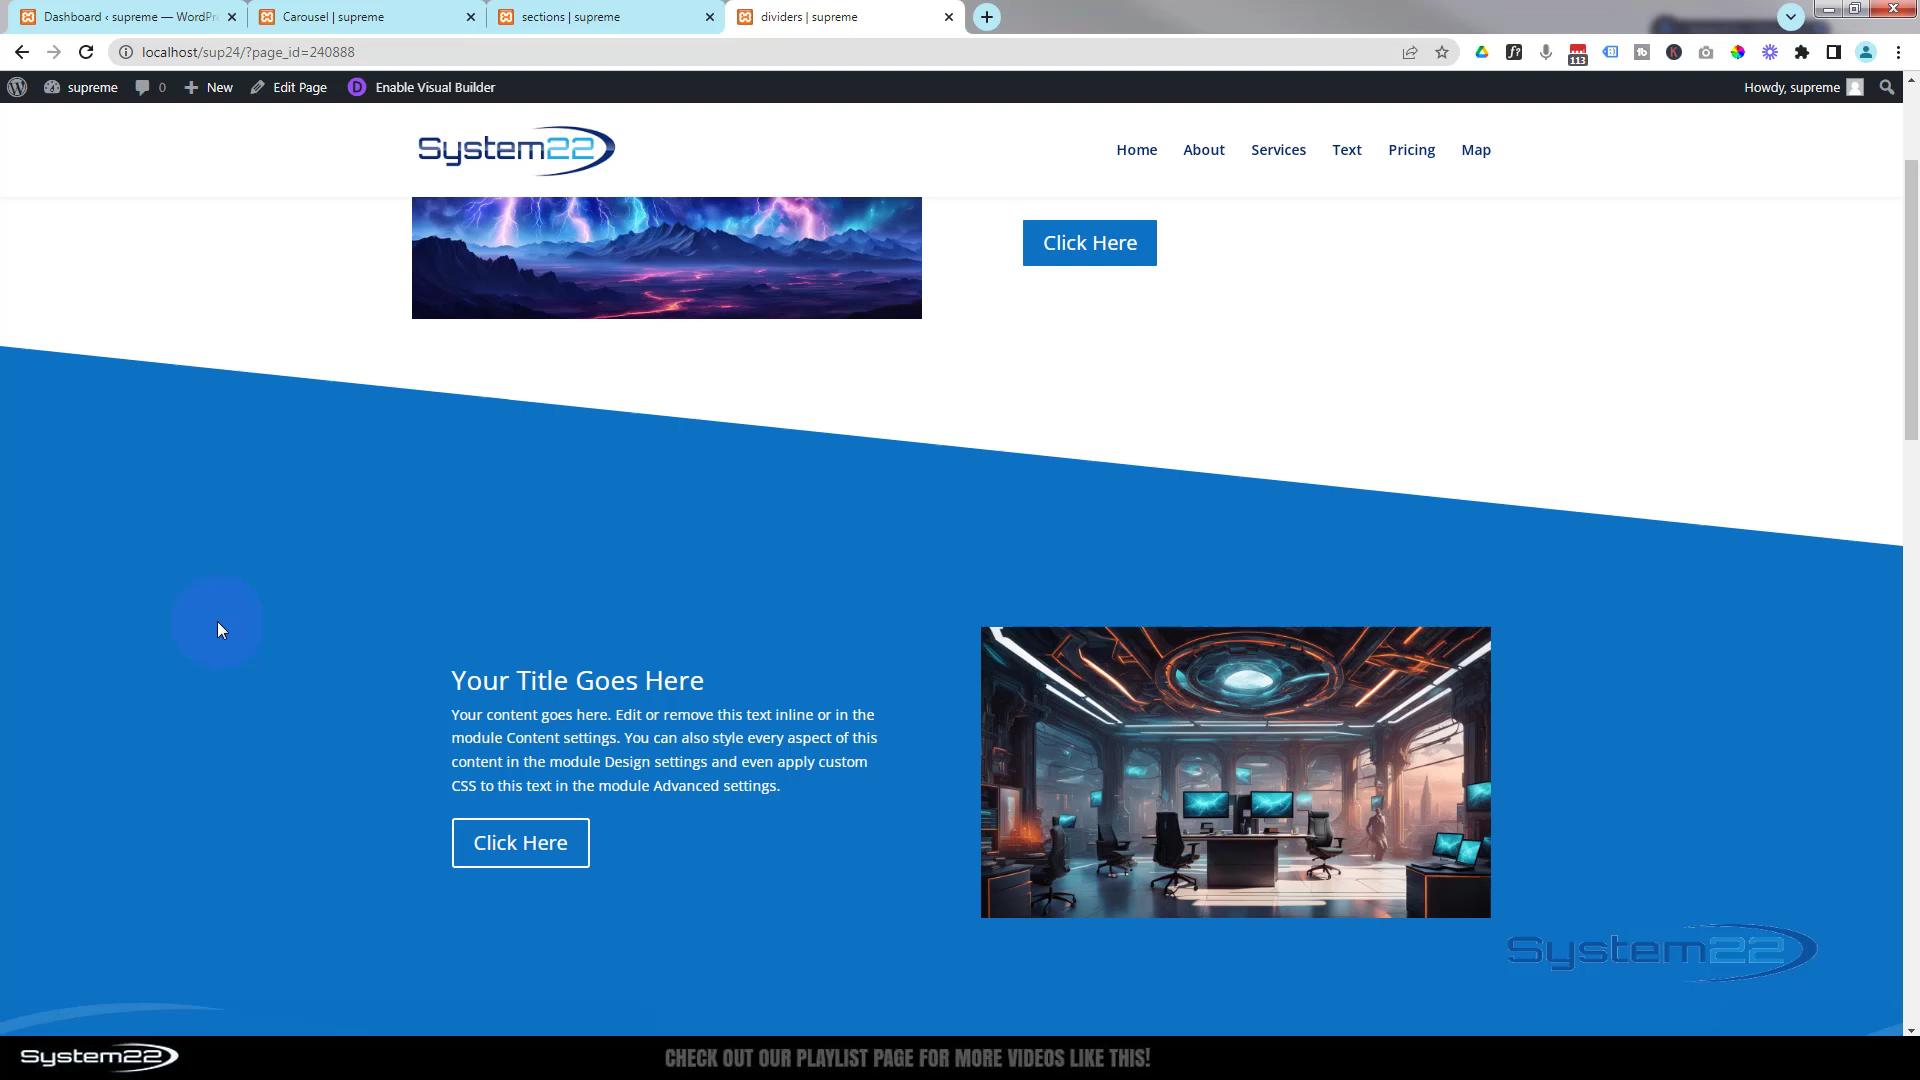 Dashboard ‹ supreme — WordPr
Carousel | supreme
sections | supreme
dividers | supreme
localhost/sup24/?page_id=240888
113
supreme
0
New
Edit Page
D
Enable Visual Builder
Howdy, supreme
System22
Home
About
Services
Text
Pricing
Map
Click Here
Your Title Goes Here
Your content goes here. Edit or remove this text inline or in the
module Content settings. You can also style every aspect of this
content in the module Design settings and even apply custom
CSS to this text in the module Advanced settings.
Click Here
System22
System22
CHECK OUT OUR PLAYLIST PAGE FOR MORE VIDEOS LIKE THIS!